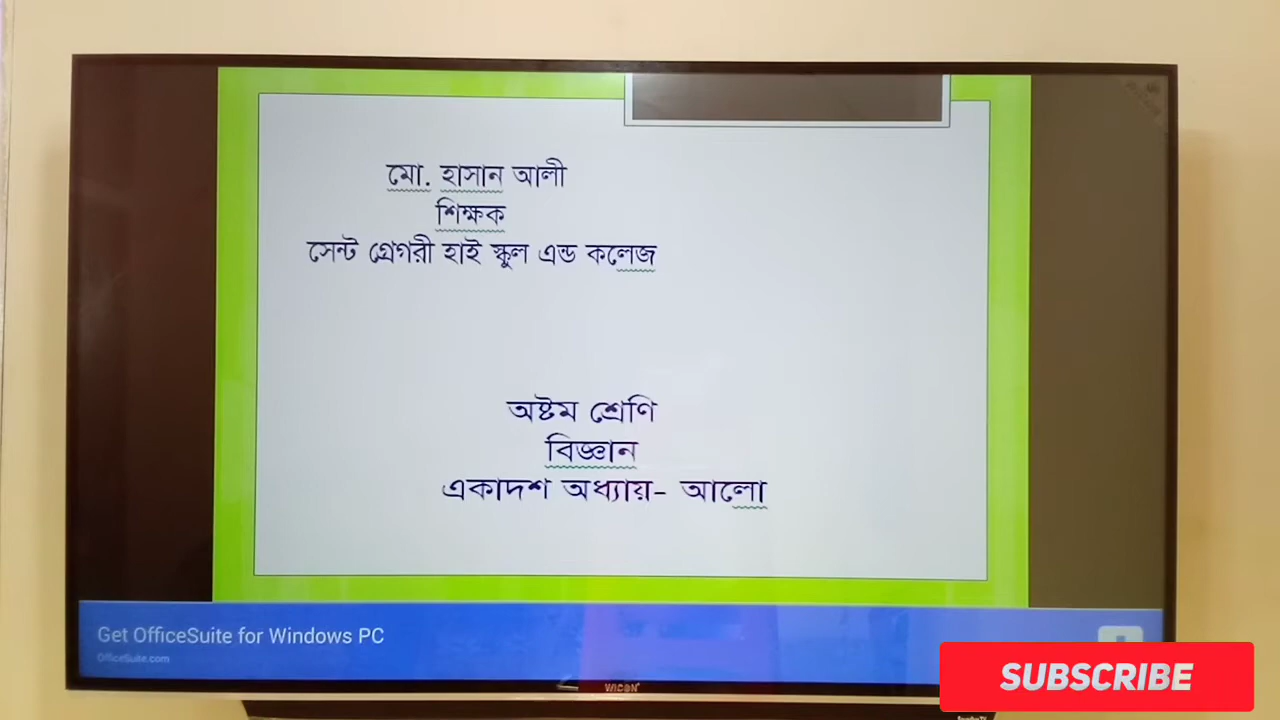 মো. হাসান আলী
শিক্ষক
সেন্ট গ্রেগরী হাই স্কুল এন্ড কলেজ
অষ্টম শ্রেণি
বিজ্ঞান
একাদশ অধ্যায়- আলো
Get OfficeSuite for Windows PC
OfficeSuite.com
SUBSCRIBE
WICON